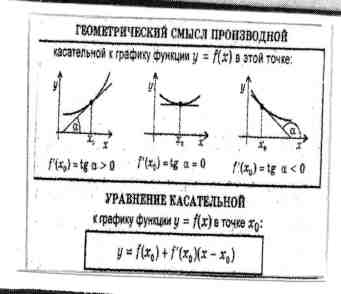 ГЕОМЕТРИЧЕСКИЙ СМЫСЛ ПРОИЗВОДНОЙ
касательной к графику функции y = f(x) в этой точке:
y y y
α α
x₀ x x₀ x x₀ x
f'(x₀) = tg α > 0 f'(x₀) = tg α = 0 f'(x₀) = tg α < 0
УРАВНЕНИЕ КАСАТЕЛЬНОЙ
к графику функции y = f(x) в точке x₀:
y = f(x₀) + f'(x₀)(x − x₀)